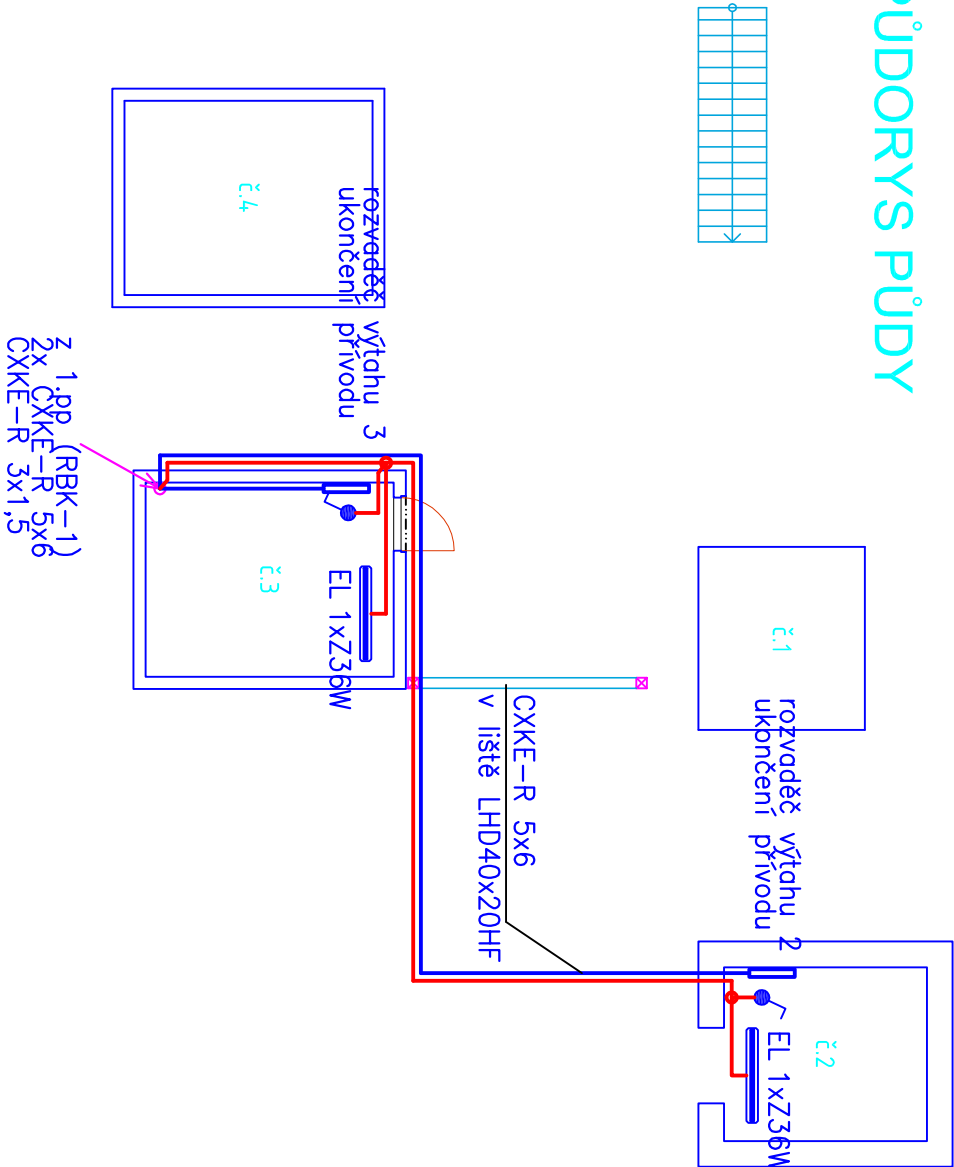 PŮDORYS PŮDY
č.4
rozvaděč výtahu 3
ukončení přívodu
z 1.pp (RBK-1)
2x CXKE-R 5x6
CXKE-R 3x1,5
č.3
EL 1xZ36W
č.1
rozvaděč výtahu 2
ukončení přívodu
CXKE-R 5x6
v liště LHD40x20HF
č.2
EL 1xZ36W